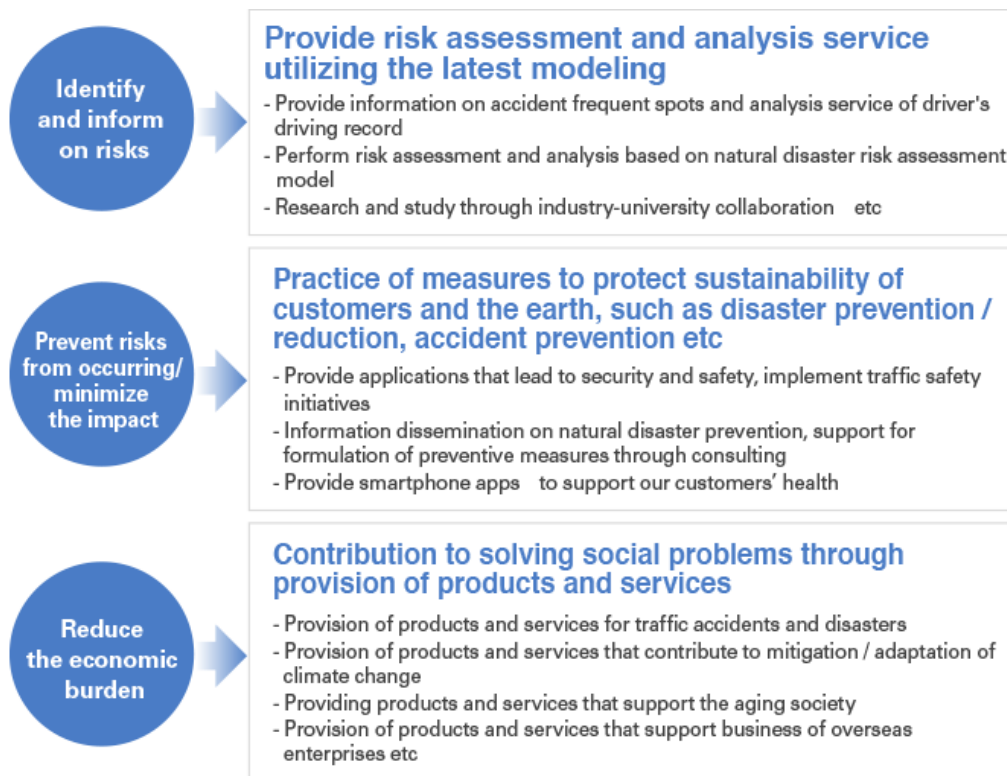 Identify
and inform
on risks
Provide risk assessment and analysis service
utilizing the latest modeling
- Provide information on accident frequent spots and analysis service of driver's
driving record
- Perform risk assessment and analysis based on natural disaster risk assessment
model
- Research and study through industry-university collaboration etc
Prevent risks
from occurring/
minimize
the impact
Practice of measures to protect sustainability of
customers and the earth, such as disaster prevention /
reduction, accident prevention etc
- Provide applications that lead to security and safety, implement traffic safety
initiatives
- Information dissemination on natural disaster prevention, support for
formulation of preventive measures through consulting
- Provide smartphone apps to support our customers’ health
Reduce
the economic
burden
Contribution to solving social problems through
provision of products and services
- Provision of products and services for traffic accidents and disasters
- Provision of products and services that contribute to mitigation / adaptation of
climate change
- Providing products and services that support the aging society
- Provision of products and services that support business of overseas
enterprises etc